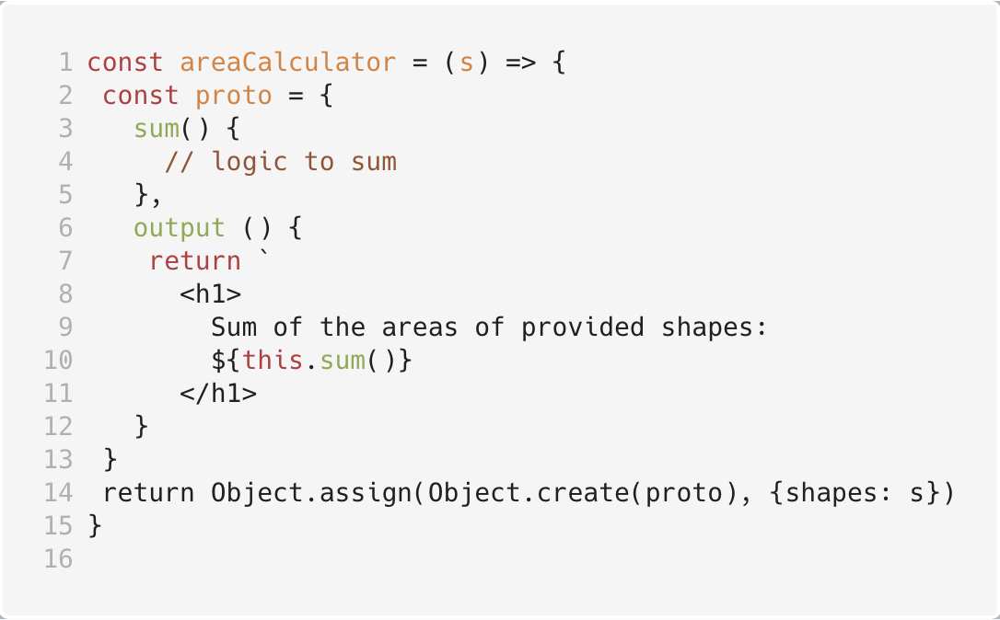 1 const areaCalculator = (s) => {
2  const proto = {
3    sum() {
4      // logic to sum
5    },
6    output () {
7     return `
8       <h1>
9         Sum of the areas of provided shapes:
10         ${this.sum()}
11       </h1>
12    }
13  }
14  return Object.assign(Object.create(proto), {shapes: s})
15 }
16